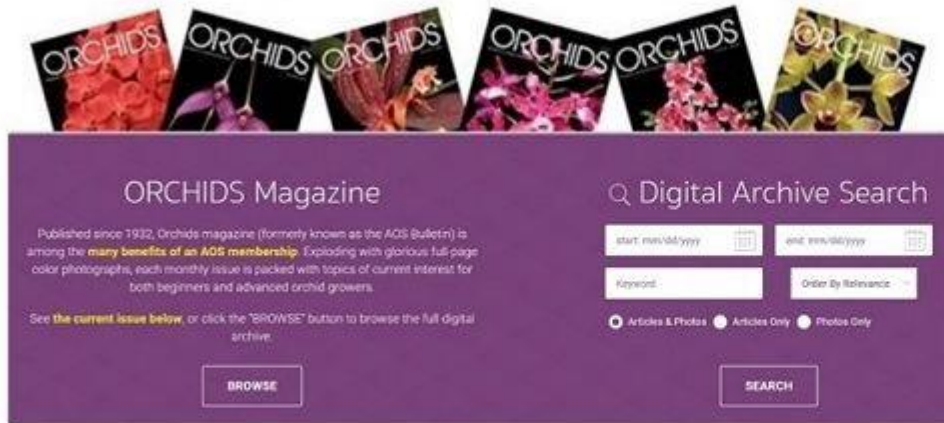 ORCHIDS
ORCHIDS
ORCHIDS
ORCHIDS
ORCHIDS
ORCHIDS
ORCHIDS Magazine
Published since 1932, Orchids magazine (formerly known as the AOS Bulletin) is
among the many benefits of an AOS membership. Exploding with glorious full-page
color photographs, each monthly issue is packed with topics of current interest for
both beginners and advanced orchid growers.
See the current issue below, or click the "BROWSE" button to browse the full digital
archive.
BROWSE
Digital Archive Search
start: mm/dd/yyyy
end: mm/dd/yyyy
Keyword
Order By Relevance
Articles & Photos
Articles Only
Photos Only
SEARCH